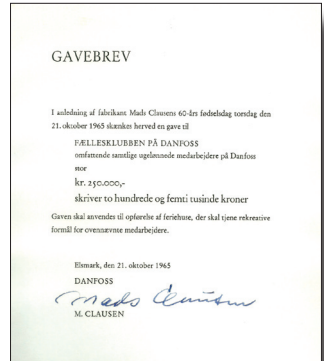 GAVEBREV
I anledning af fabrikant Mads Clausens 60-års fødselsdag torsdag den
21. oktober 1965 skænkes herved en gave til
FÆLLESKLUBBEN PÅ DANFOSS
omfattende samtlige ugelønnede medarbejdere på Danfoss
stor
kr. 250.000,-
skriver to hundrede og femti tusinde kroner
Gaven skal anvendes til opførelse af feriehuse, der skal tjene rekreative
formål for ovennævnte medarbejdere.
Elsmark, den 21. oktober 1965
DANFOSS
Mads Clausen
M. CLAUSEN